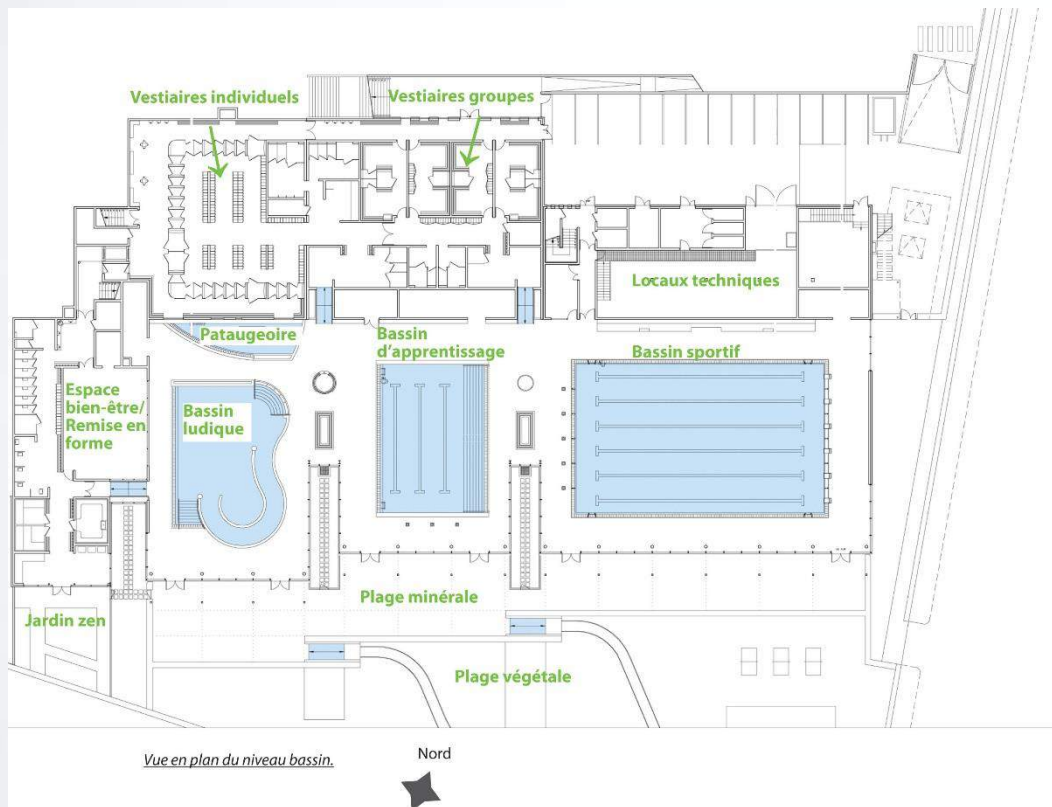 Vestiaires individuels
Vestiaires groupes
Locaux techniques
Pataugeoire
Bassin
d'apprentissage
Bassin sportif
Espace
bien-être/
Remise en
forme
Bassin
ludique
Plage minérale
Jardin zen
Plage végétale
Vue en plan du niveau bassin.
Nord